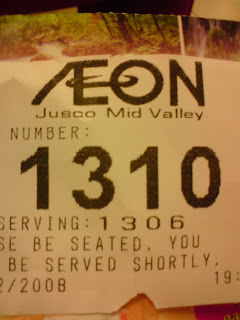 ÆON
Jusco Mid Valley
NUMBER:
1310
SERVING: 1306
SE BE SEATED. YOU
BE SERVED SHORTLY.
2/2008 19: